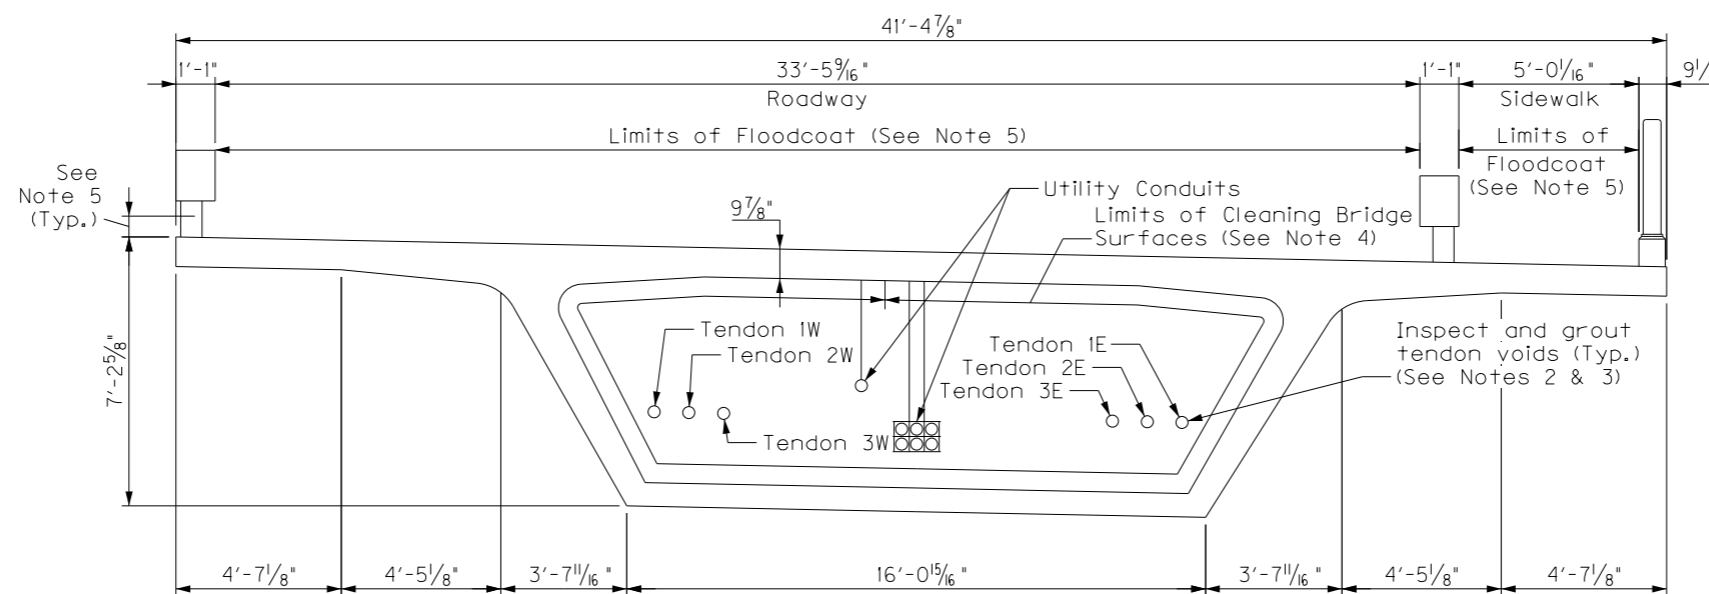 41'-4⅞"
1'-1"
33'-5⁹⁄₁₆"
1'-1"
5'-0¹⁄₁₆"
9½
Roadway
Sidewalk
Limits of Floodcoat (See Note 5)
Limits of
Floodcoat
(See Note 5)
See
Note 5
(Typ.)
Utility Conduits
9⅞"
Limits of Cleaning Bridge
Surfaces (See Note 4)
Tendon 1W
Tendon 2W
Tendon 3W
Tendon 1E
Tendon 2E
Tendon 3E
Inspect and grout
tendon voids (Typ.)
(See Notes 2 & 3)
7'-2⅝"
4'-7⅛"
4'-5⅛"
3'-7¹¹⁄₁₆"
16'-0¹⁵⁄₁₆"
3'-7¹¹⁄₁₆"
4'-5⅛"
4'-7⅛"